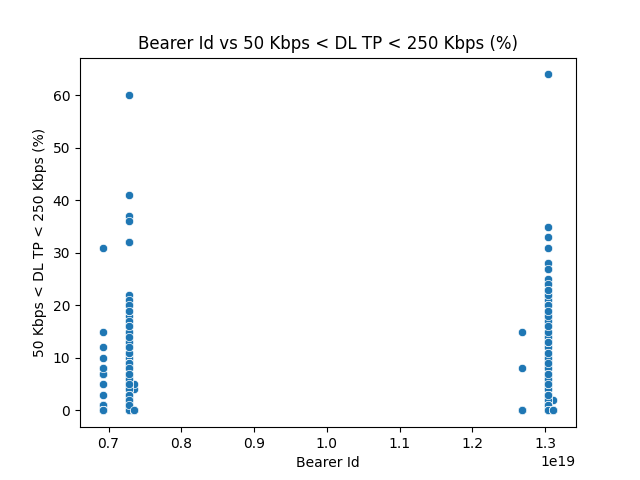 Bearer Id vs 50 Kbps < DL TP < 250 Kbps (%)
60
50
40
30
20
10
0
50 Kbps < DL TP < 250 Kbps (%)
0.7 0.8 0.9 1.0 1.1 1.2 1.3
1e19
Bearer Id